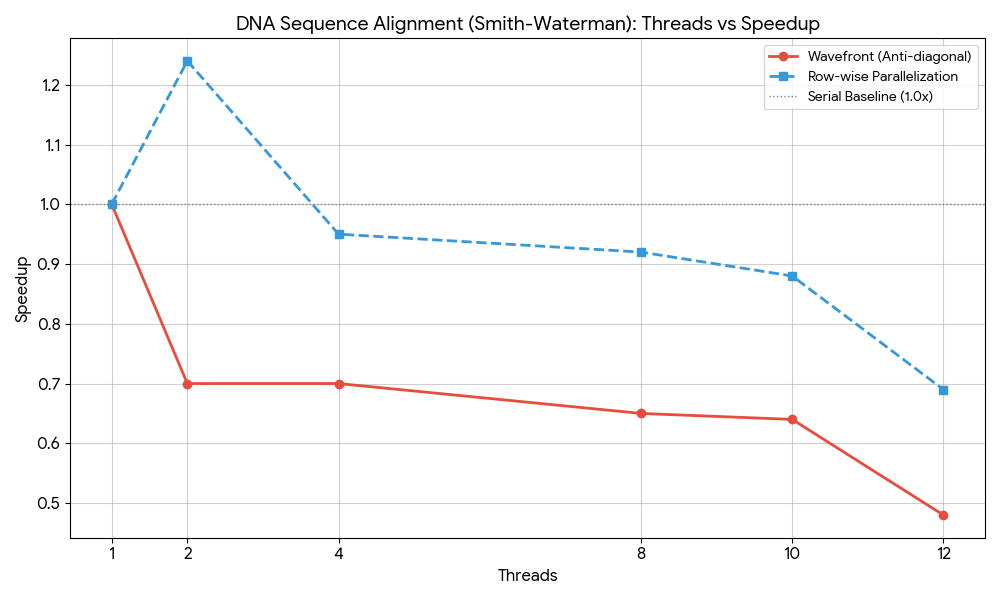 DNA Sequence Alignment (Smith-Waterman): Threads vs Speedup
Wavefront (Anti-diagonal)
Row-wise Parallelization
Serial Baseline (1.0x)
Speedup
1.2
1.1
1.0
0.9
0.8
0.7
0.6
0.5
1 2 4 8 10 12
Threads